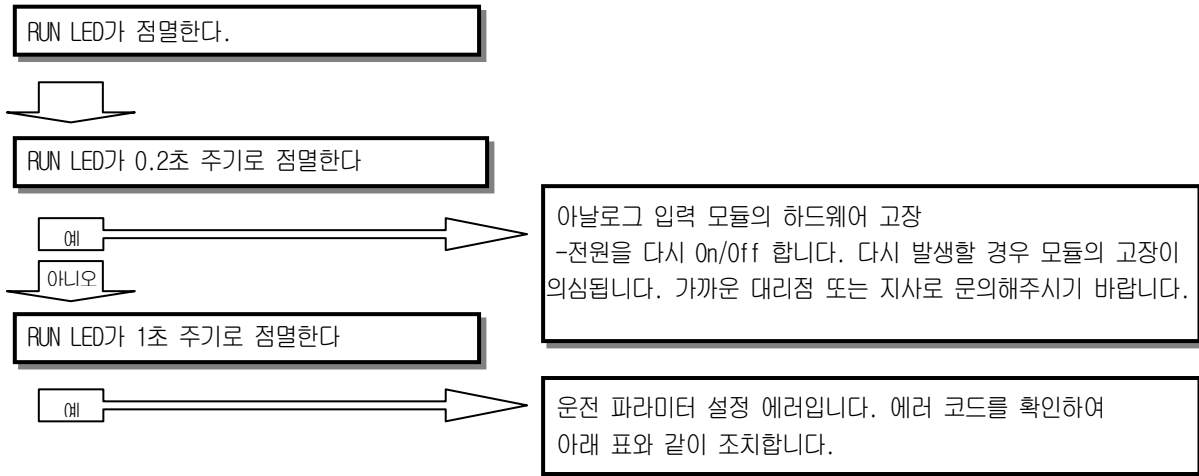 RUN LED가 점멸한다.
RUN LED가 0.2초 주기로 점멸한다
예
아날로그 입력 모듈의 하드웨어 고장
-전원을 다시 On/Off 합니다. 다시 발생할 경우 모듈의 고장이
의심됩니다. 가까운 대리점 또는 지사로 문의해주시기 바랍니다.
아니오
RUN LED가 1초 주기로 점멸한다
예
운전 파라미터 설정 에러입니다. 에러 코드를 확인하여
아래 표와 같이 조치합니다.